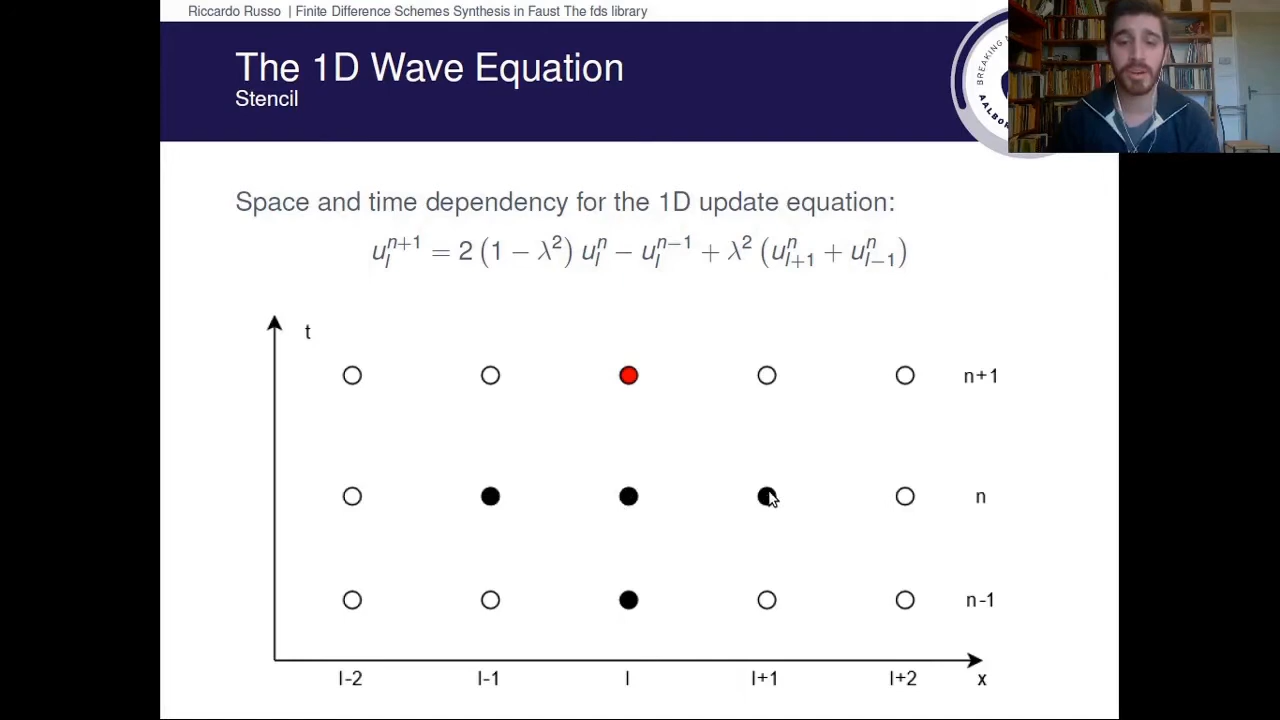 Riccardo Russo | Finite Difference Schemes Synthesis in Faust The fds library
The 1D Wave Equation
Stencil
BREAKING
AALBOR
Space and time dependency for the 1D update equation:
u_l^{n+1} = 2 (1 − λ^2) u_l^n − u_l^{n−1} + λ^2 (u_{l+1}^n + u_{l−1}^n)
t
n+1
n
n-1
l-2 l-1 l l+1 l+2 x